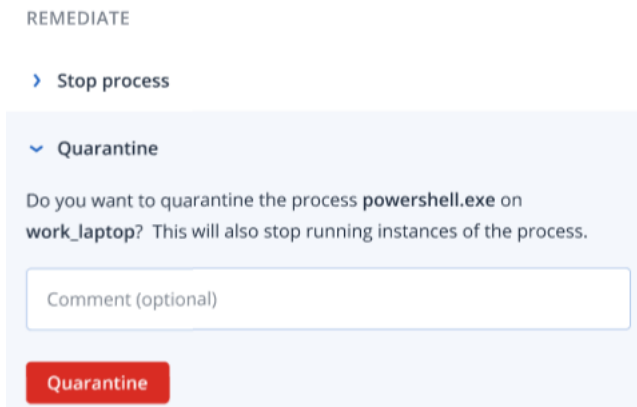 REMEDIATE
Stop process
Quarantine
Do you want to quarantine the process powershell.exe on
work_laptop? This will also stop running instances of the process.
Comment (optional)
Quarantine